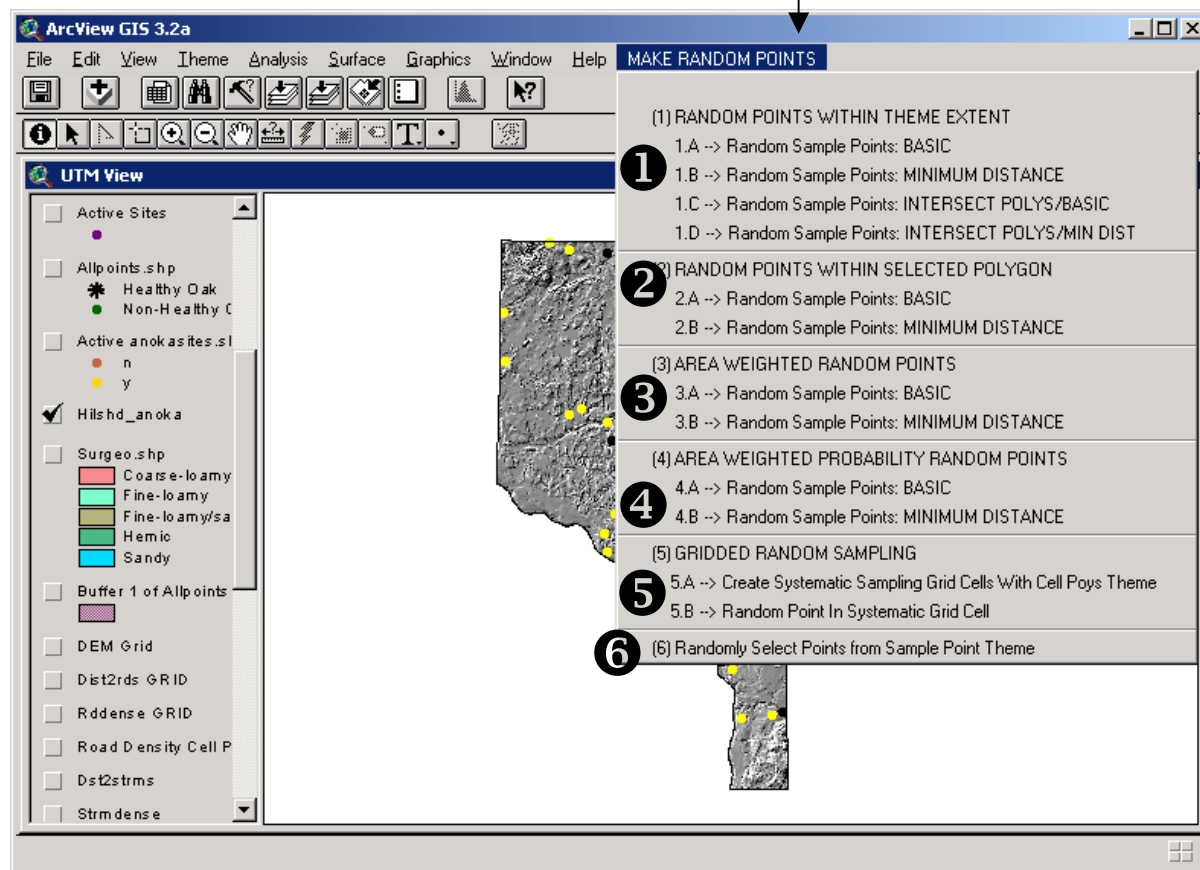 ArcView GIS 3.2a
File Edit View Theme Analysis Surface Graphics Window Help MAKE RANDOM POINTS
UTM View
Active Sites
Allpoints.shp
Healthy Oak
Non-Healthy
Active anokasites.sl
n
y
Hilshd_anoka
Surgeo.shp
Coarse-loamy
Fine-loamy
Fine-loamy/sa
Hemic
Sandy
Buffer 1 of Allpoints
DEM Grid
Dist2rds GRID
Rddense GRID
Road Density Cell P
Dst2strms
Strmdense
(1) RANDOM POINTS WITHIN THEME EXTENT
1
1.A --> Random Sample Points: BASIC
1.B --> Random Sample Points: MINIMUM DISTANCE
1.C --> Random Sample Points: INTERSECT POLYS/BASIC
1.D --> Random Sample Points: INTERSECT POLYS/MIN DIST
2
2) RANDOM POINTS WITHIN SELECTED POLYGON
2.A --> Random Sample Points: BASIC
2.B --> Random Sample Points: MINIMUM DISTANCE
(3) AREA WEIGHTED RANDOM POINTS
3
3.A --> Random Sample Points: BASIC
3.B --> Random Sample Points: MINIMUM DISTANCE
(4) AREA WEIGHTED PROBABILITY RANDOM POINTS
4
4.A --> Random Sample Points: BASIC
4.B --> Random Sample Points: MINIMUM DISTANCE
(5) GRIDDED RANDOM SAMPLING
5
5.A --> Create Systematic Sampling Grid Cells With Cell Poys Theme
5.B --> Random Point In Systematic Grid Cell
6
(6) Randomly Select Points from Sample Point Theme